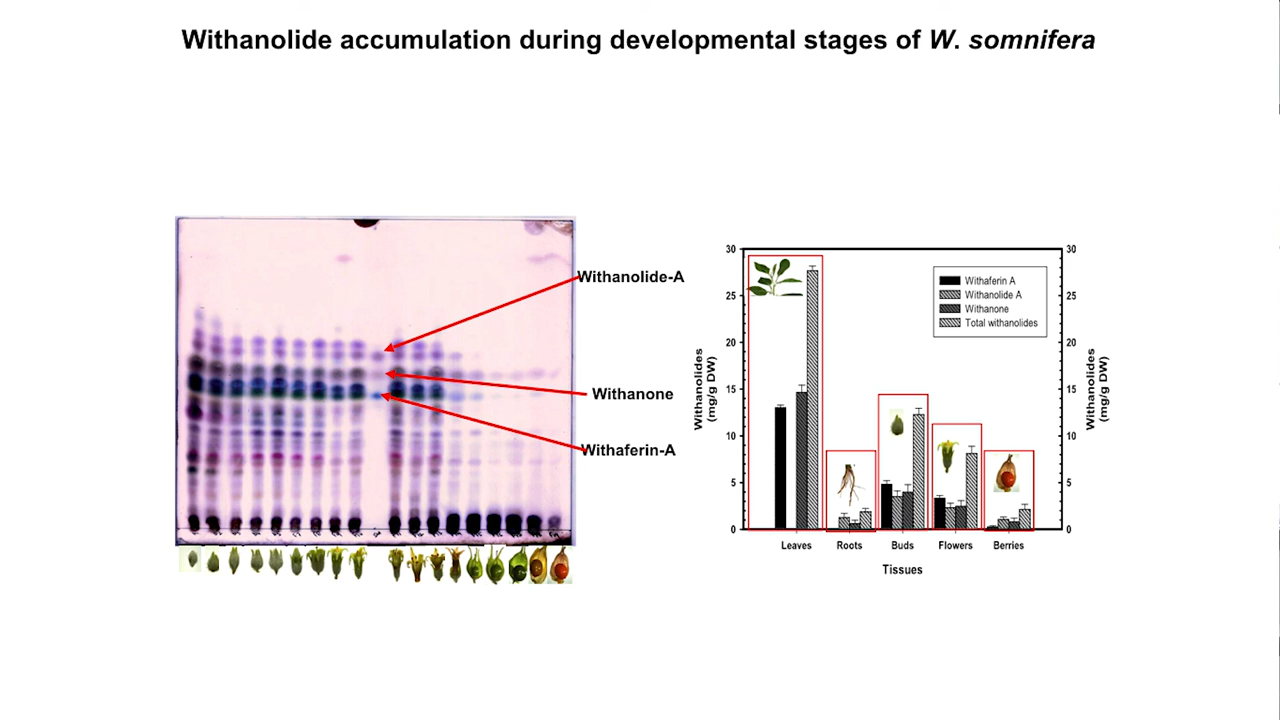 Withanolide accumulation during developmental stages of W. somnifera
Withanolide-A
Withanone
Withaferin-A
Withanolides
(mg/g DW)
30
25
20
15
10
5
0
Withaferin A
Withanolide A
Withanone
Total withanolides
30
25
20
15
10
5
0
Withanolides
(mg/g DW)
Leaves
Roots
Buds
Flowers
Berries
Tissues